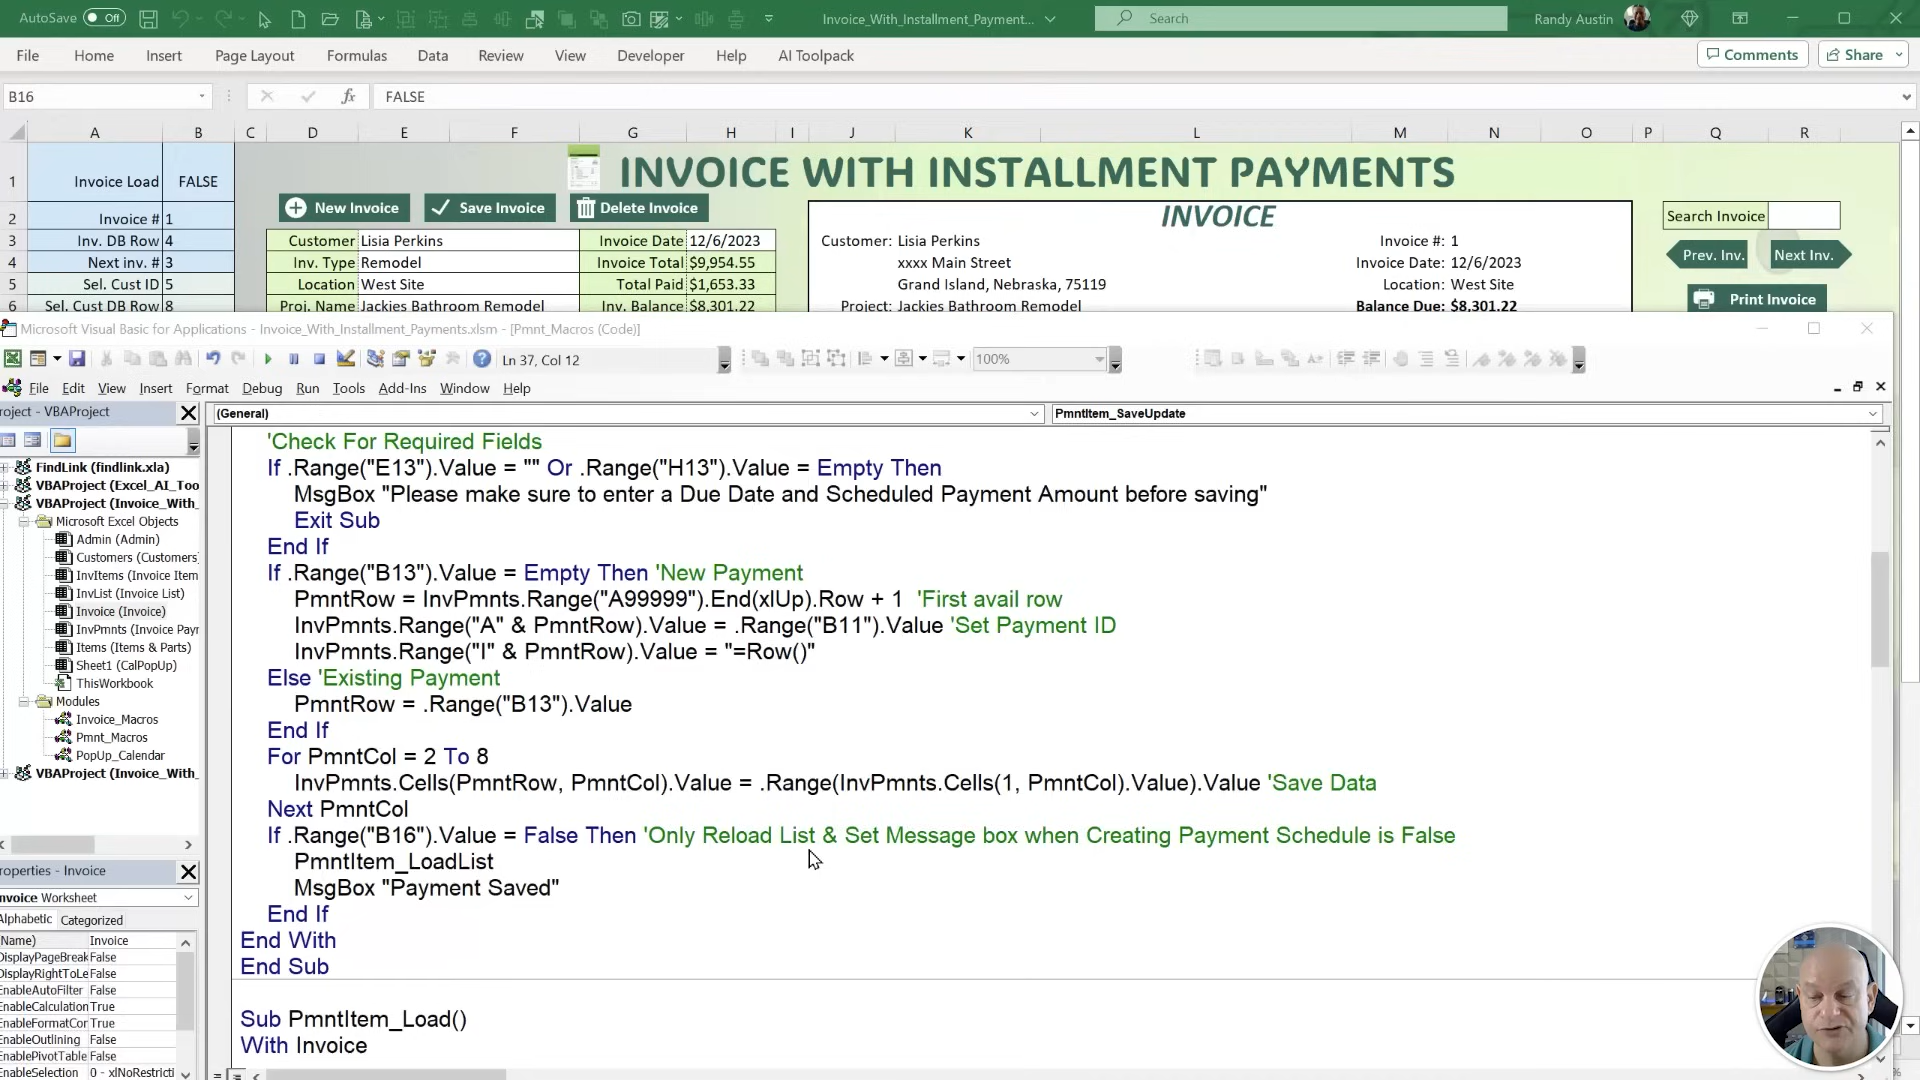 AutoSave Off Invoice_With_Installment_Payment... Search Randy Austin
File Home Insert Page Layout Formulas Data Review View Developer Help AI Toolpack Comments Share
B16 fx FALSE
A B C D E F G H I J K L M N O P Q R
1 Invoice Load FALSE INVOICE WITH INSTALLMENT PAYMENTS
New Invoice Save Invoice Delete Invoice
2 Invoice # 1 INVOICE Search Invoice
3 Inv. DB Row 4 Customer Lisia Perkins Invoice Date 12/6/2023 Customer: Lisia Perkins Invoice #: 1
4 Next inv. # 3 Inv. Type Remodel Invoice Total $9,954.55 xxxx Main Street Invoice Date: 12/6/2023 Prev. Inv. Next Inv.
5 Sel. Cust ID 5 Location West Site Total Paid $1,653.33 Grand Island, Nebraska, 75119 Location: West Site
6 Sel. Cust DB Row 8 Proj. Name Jackies Bathroom Remodel Inv. Balance $8,301.22 Project: Jackies Bathroom Remodel Balance Due: $8,301.22 Print Invoice
Microsoft Visual Basic for Applications - Invoice_With_Installment_Payments.xlsm - [Pmnt_Macros (Code)]
Ln 37, Col 12 100%
File Edit View Insert Format Debug Run Tools Add-Ins Window Help
roject - VBAProject
FindLink (findlink.xla)
VBAProject (Excel_AI_Too
VBAProject (Invoice_With_
Microsoft Excel Objects
Admin (Admin)
Customers (Customers)
InvItems (Invoice Item
InvList (Invoice List)
Invoice (Invoice)
InvPmnts (Invoice Payr
Items (Items & Parts)
Sheet1 (CalPopUp)
ThisWorkbook
Modules
Invoice_Macros
Pmnt_Macros
PopUp_Calendar
VBAProject (Invoice_With_
roperties - Invoice
nvoice Worksheet
Alphabetic Categorized
(Name) Invoice
DisplayPageBreak False
DisplayRightToLe False
EnableAutoFilter False
EnableCalculation True
EnableFormatCor True
EnableOutlining False
EnablePivotTable False
EnableSelection 0 - xlNoRestricti
(General) PmntItem_SaveUpdate
'Check For Required Fields
If .Range("E13").Value = "" Or .Range("H13").Value = Empty Then
MsgBox "Please make sure to enter a Due Date and Scheduled Payment Amount before saving"
Exit Sub
End If
If .Range("B13").Value = Empty Then 'New Payment
PmntRow = InvPmnts.Range("A99999").End(xlUp).Row + 1 'First avail row
InvPmnts.Range("A" & PmntRow).Value = .Range("B11").Value 'Set Payment ID
InvPmnts.Range("I" & PmntRow).Value = "=Row()"
Else 'Existing Payment
PmntRow = .Range("B13").Value
End If
For PmntCol = 2 To 8
InvPmnts.Cells(PmntRow, PmntCol).Value = .Range(InvPmnts.Cells(1, PmntCol).Value).Value 'Save Data
Next PmntCol
If .Range("B16").Value = False Then 'Only Reload List & Set Message box when Creating Payment Schedule is False
PmntItem_LoadList
MsgBox "Payment Saved"
End If
End With
End Sub
Sub PmntItem_Load()
With Invoice